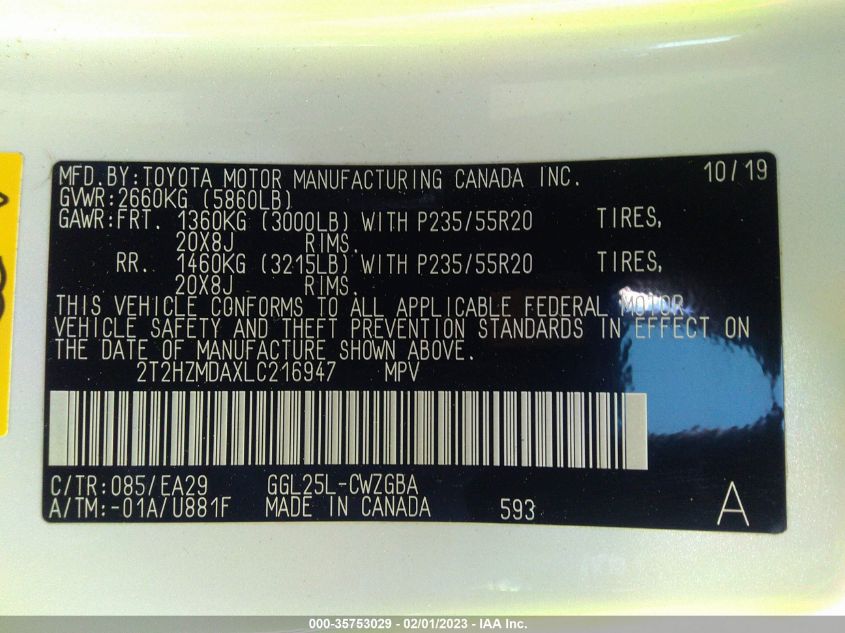 MFD.BY:TOYOTA MOTOR MANUFACTURING CANADA INC. 10/19
GVWR:2660KG (5860LB)
GAWR:FRT. 1360KG (3000LB) WITH P235/55R20 TIRES,
20X8J RIMS.
RR. 1460KG (3215LB) WITH P235/55R20 TIRES,
20X8J RIMS.
THIS VEHICLE CONFORMS TO ALL APPLICABLE FEDERAL MOTOR
VEHICLE SAFETY AND THEFT PREVENTION STANDARDS IN EFFECT ON
THE DATE OF MANUFACTURE SHOWN ABOVE.
2T2HZMDAXLC216947 MPV
C/TR:085/EA29 GGL25L-CWZGBA
A/TM:-01A/U881F MADE IN CANADA 593 A
000-35753029 - 02/01/2023 - IAA Inc.